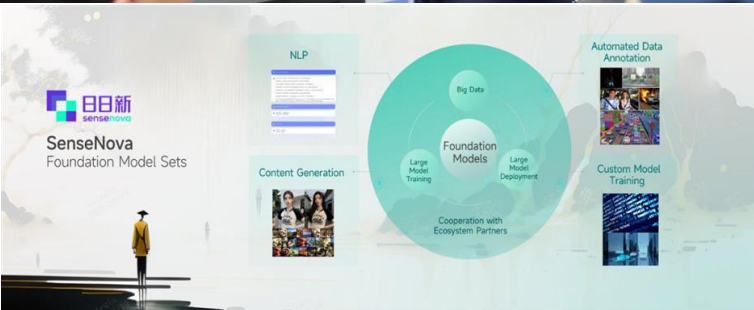 日日新
sensenova
SenseNova
Foundation Model Sets
NLP
Content Generation
Big Data
Foundation
Models
Large
Model
Training
Large
Model
Deployment
Cooperation with
Ecosystem Partners
Automated Data
Annotation
Custom Model
Training